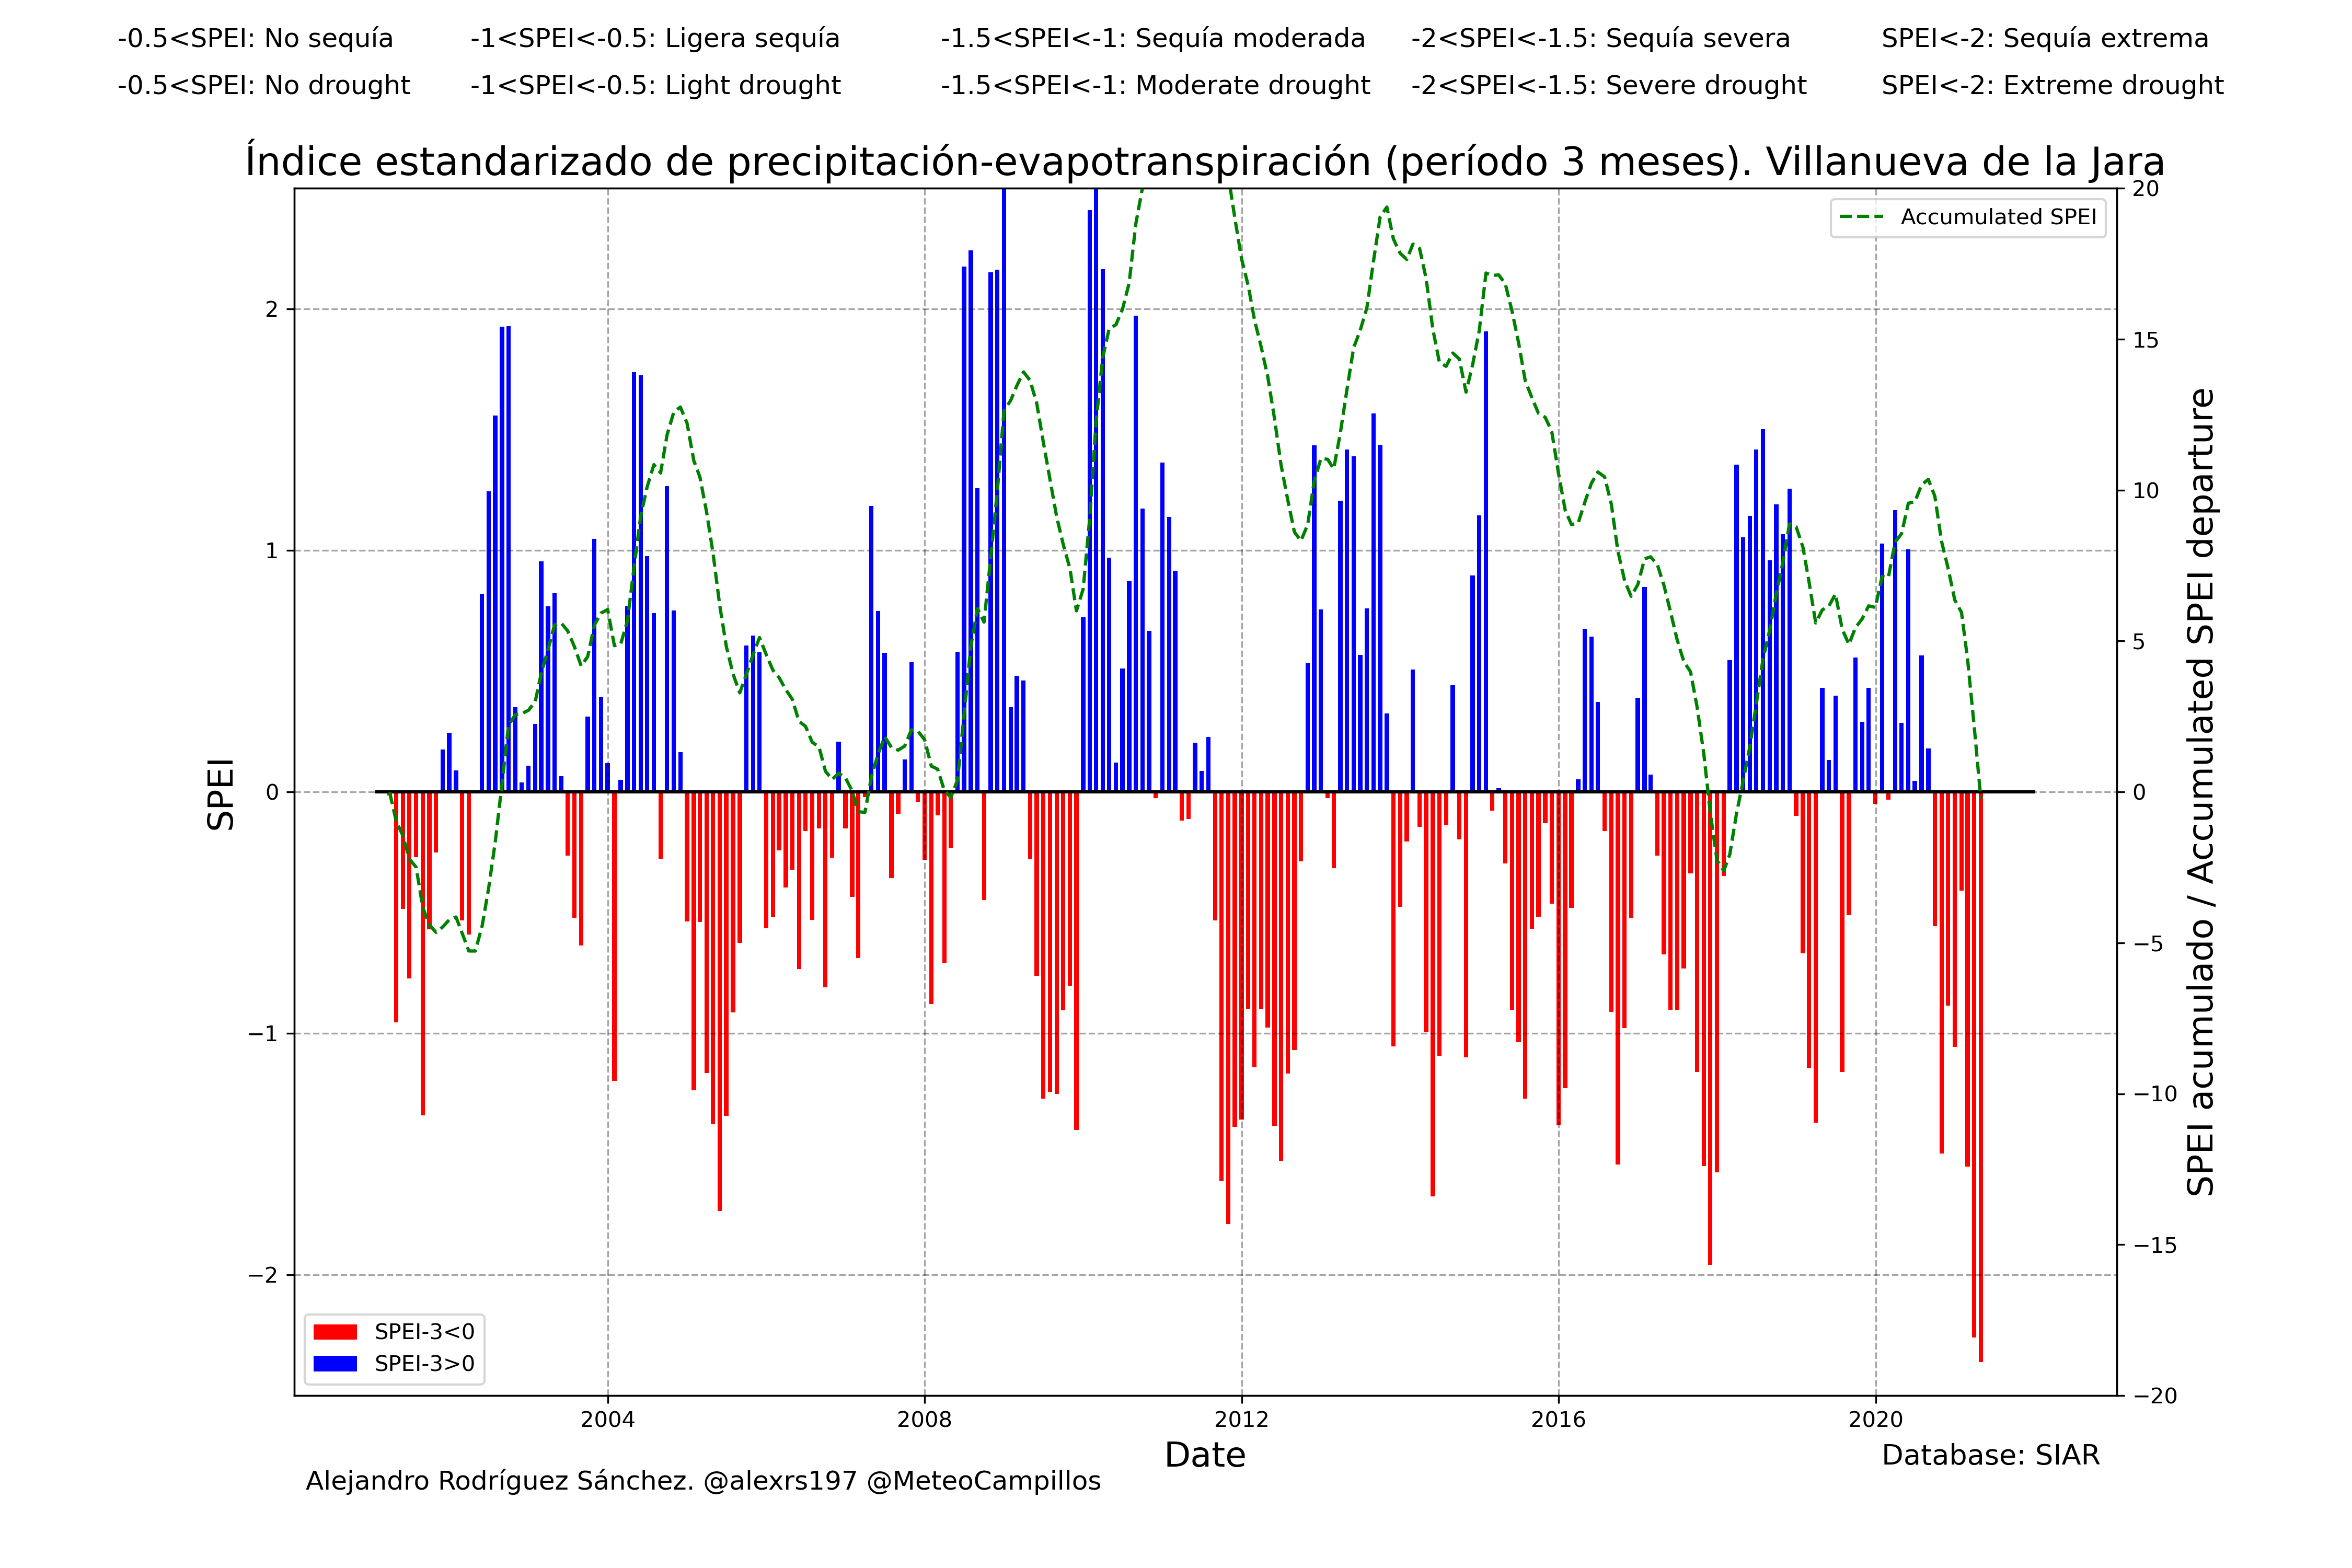 -0.5<SPEI: No sequía -1<SPEI<-0.5: Ligera sequía -1.5<SPEI<-1: Sequía moderada -2<SPEI<-1.5: Sequía severa SPEI<-2: Sequía extrema
-0.5<SPEI: No drought -1<SPEI<-0.5: Light drought -1.5<SPEI<-1: Moderate drought -2<SPEI<-1.5: Severe drought SPEI<-2: Extreme drought
Índice estandarizado de precipitación-evapotranspiración (período 3 meses). Villanueva de la Jara
Accumulated SPEI
SPEI
2
1
0
−1
−2
20
15
10
5
0
−5
−10
−15
−20
SPEI acumulado / Accumulated SPEI departure
SPEI-3<0
SPEI-3>0
2004 2008 2012 2016 2020
Date
Database: SIAR
Alejandro Rodríguez Sánchez. @alexrs197 @MeteoCampillos